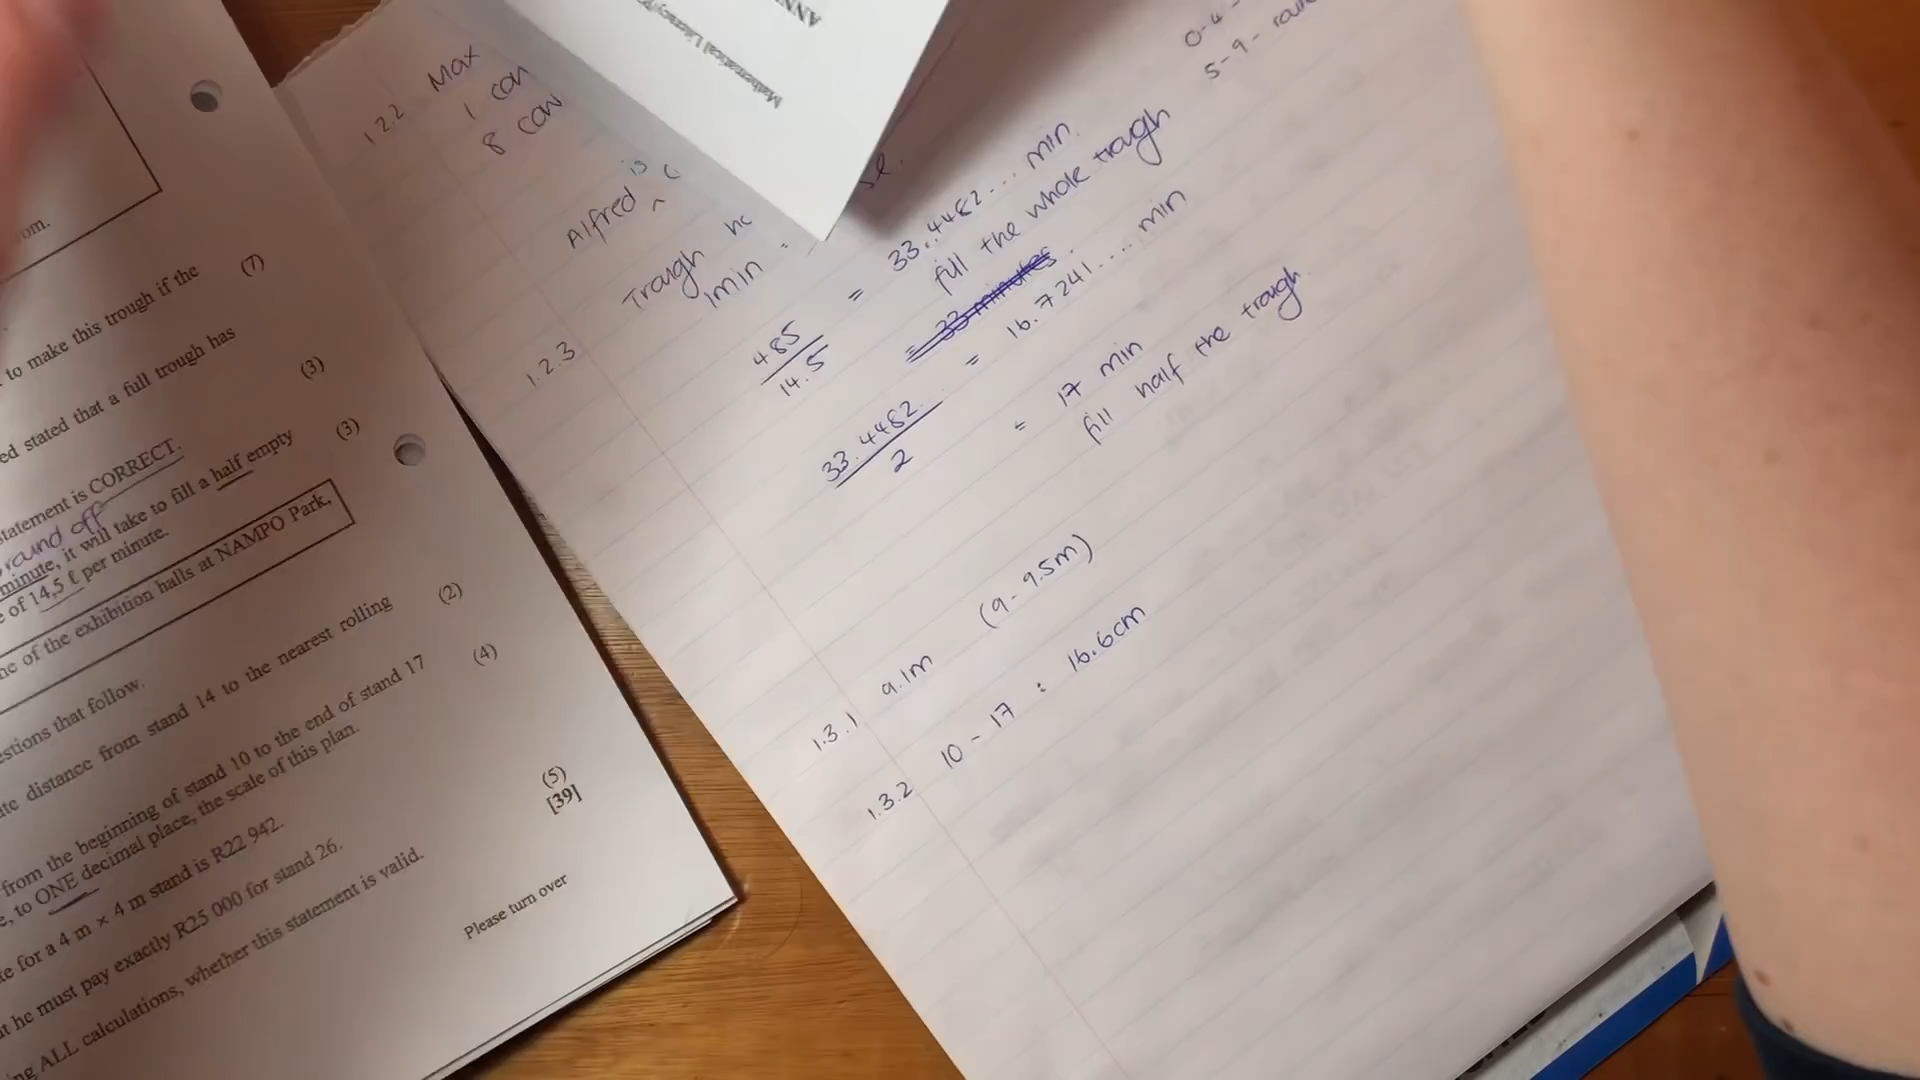 om.
to make this trough if the (7)
ed stated that a full trough has (3)
statement is CORRECT.
round off
minute, it will take to fill a half empty (3)
e of 14,5 ℓ per minute.
ne of the exhibition halls at NAMPO Park,
estions that follow.
te distance from stand 14 to the nearest rolling (2)
from the beginning of stand 10 to the end of stand 17 (4)
e, to ONE decimal place, the scale of this plan.
te for a 4 m × 4 m stand is R22 942.
t he must pay exactly R25 000 for stand 26.
ng ALL calculations, whether this statement is valid.
(5)
[39]
Please turn over
Mathematical Literacy/P
ANN
0-4-
5-9-
1.2.2 Max
1 cow
8 cow
Alfred is
1.2.3 Trough
1min =
485/14.5 = 33.4482... min
fill the whole trough
= 33 minutes
33.4482/2 = 16.7241.... min
= 17 min
fill half the trough
1.3.1 9.1m (9-9.5m)
1.3.2 10-17 : 16.6cm